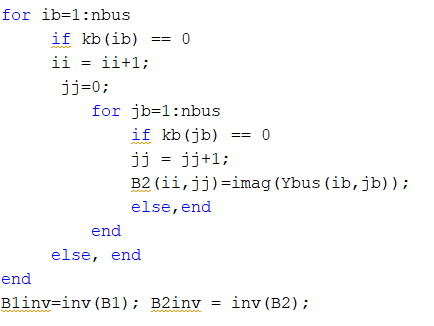 for ib=1:nbus
if kb(ib) == 0
ii = ii+1;
jj=0;
for jb=1:nbus
if kb(jb) == 0
jj = jj+1;
B2(ii,jj)=imag(Ybus(ib,jb));
else,end
end
else, end
end
B1inv=inv(B1); B2inv = inv(B2);